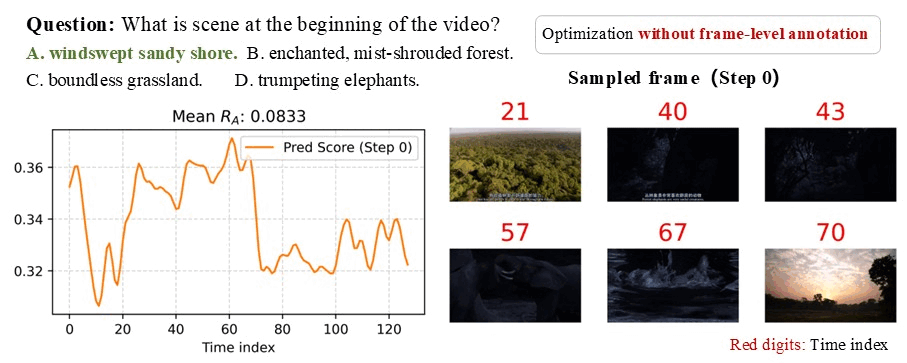 Question: What is scene at the beginning of the video?
A. windswept sandy shore. B. enchanted, mist-shrouded forest.
C. boundless grassland. D. trumpeting elephants.
Optimization without frame-level annotation
Mean R_A: 0.0833
Pred Score (Step 0)
0.36
0.34
0.32
0 20 40 60 80 100 120
Time index
Sampled frame (Step 0)
21 40 43
57 67 70
Red digits: Time index